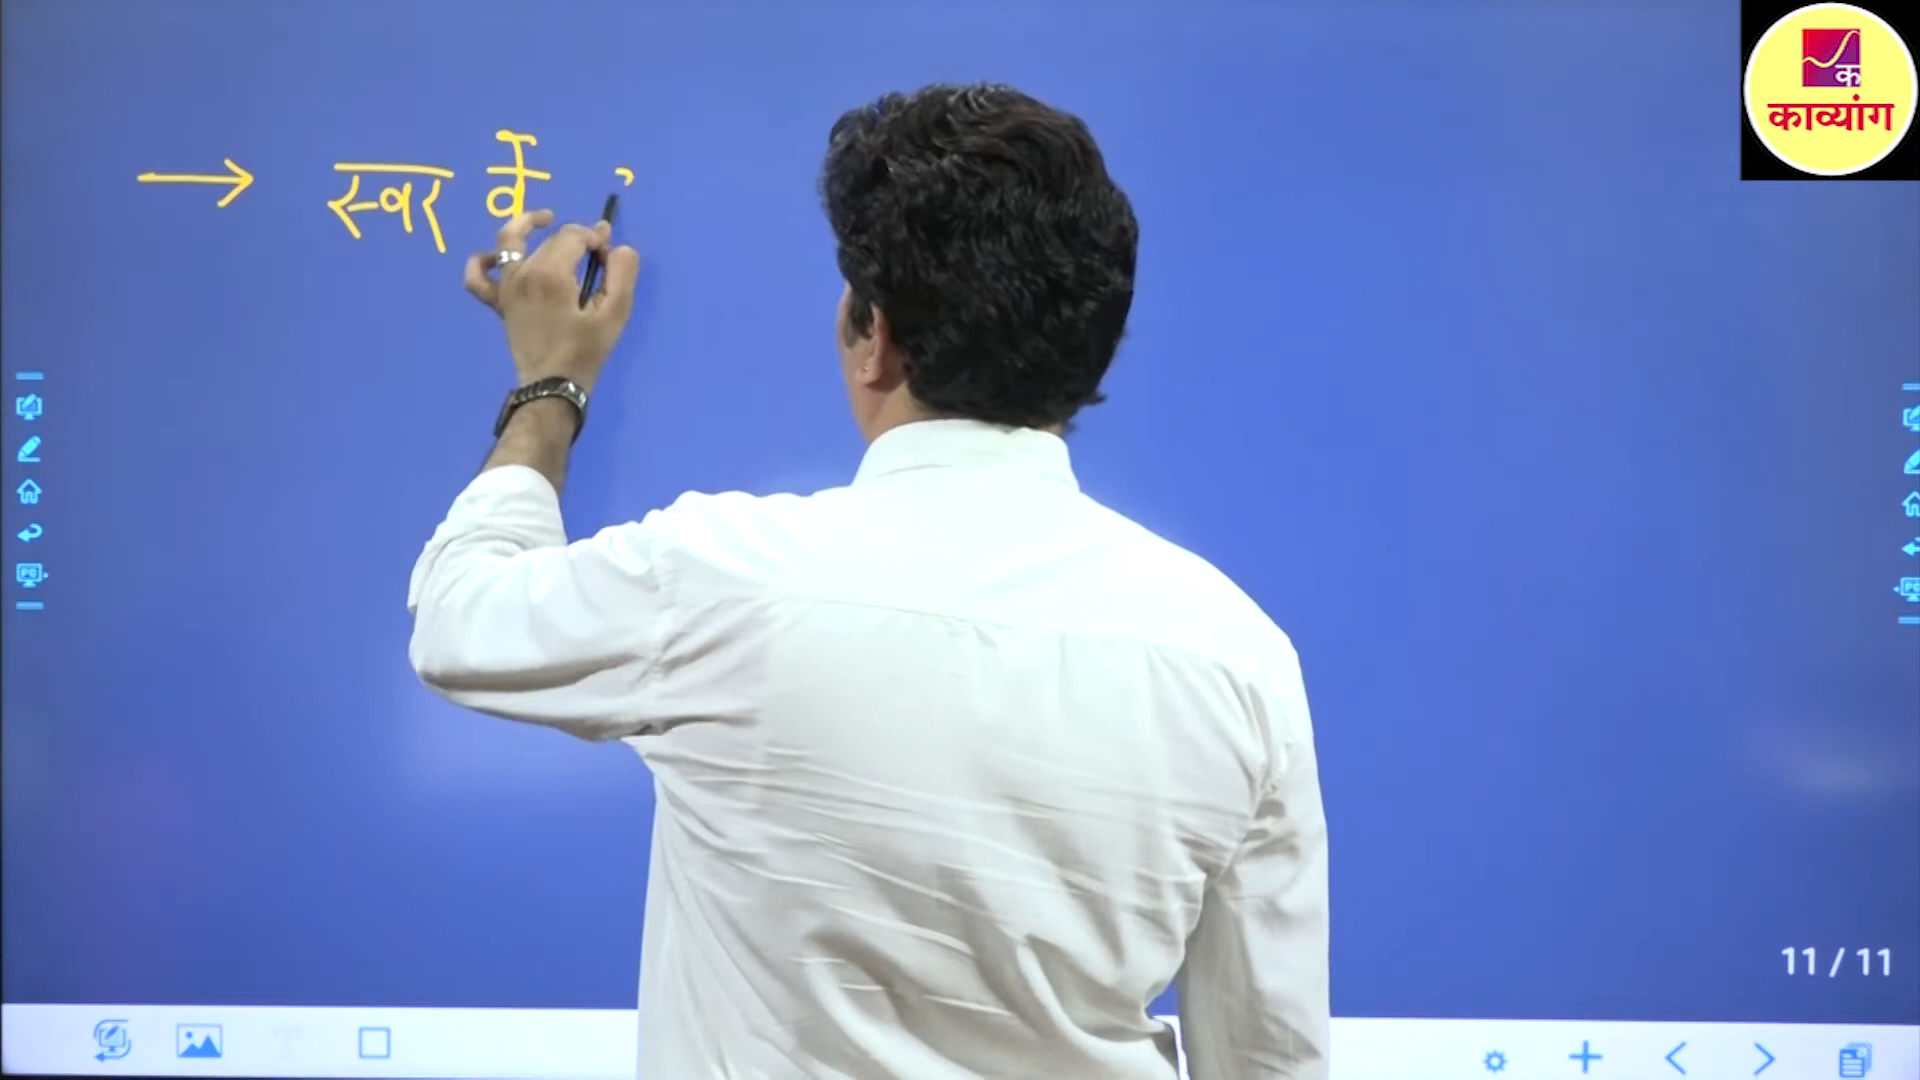 काव्यांग
क
स्वर
11 / 11